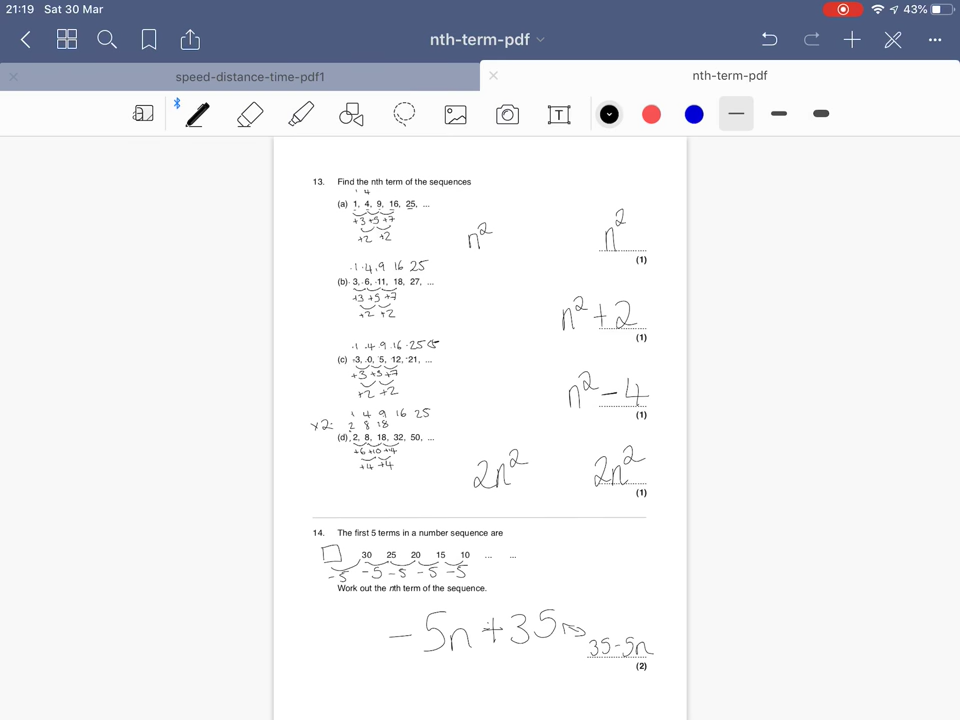 21:19 Sat 30 Mar 43%
nth-term-pdf
speed-distance-time-pdf1 nth-term-pdf
T
13. Find the nth term of the sequences
1 4
(a) 1, 4, 9, 16, 25, ...
+3 +5 +7
+2 +2
n² n²
(1)
1 4 9 16 25
(b) 3, 6, 11, 18, 27, ...
+3 +5 +7
+2 +2
n² + 2
(1)
1 4 9 16 25
(c) -3, 0, 5, 12, 21, ...
+3 +5 +7
+2 +2
n² - 4
(1)
1 4 9 16 25
x2: 2 8 18
(d) 2, 8, 18, 32, 50, ...
+6 +10 +14
+4 +4
2n² 2n²
(1)
14. The first 5 terms in a number sequence are
30 25 20 15 10 ... ...
-5 -5 -5 -5 -5
Work out the nth term of the sequence.
-5n + 35
35-5n
(2)